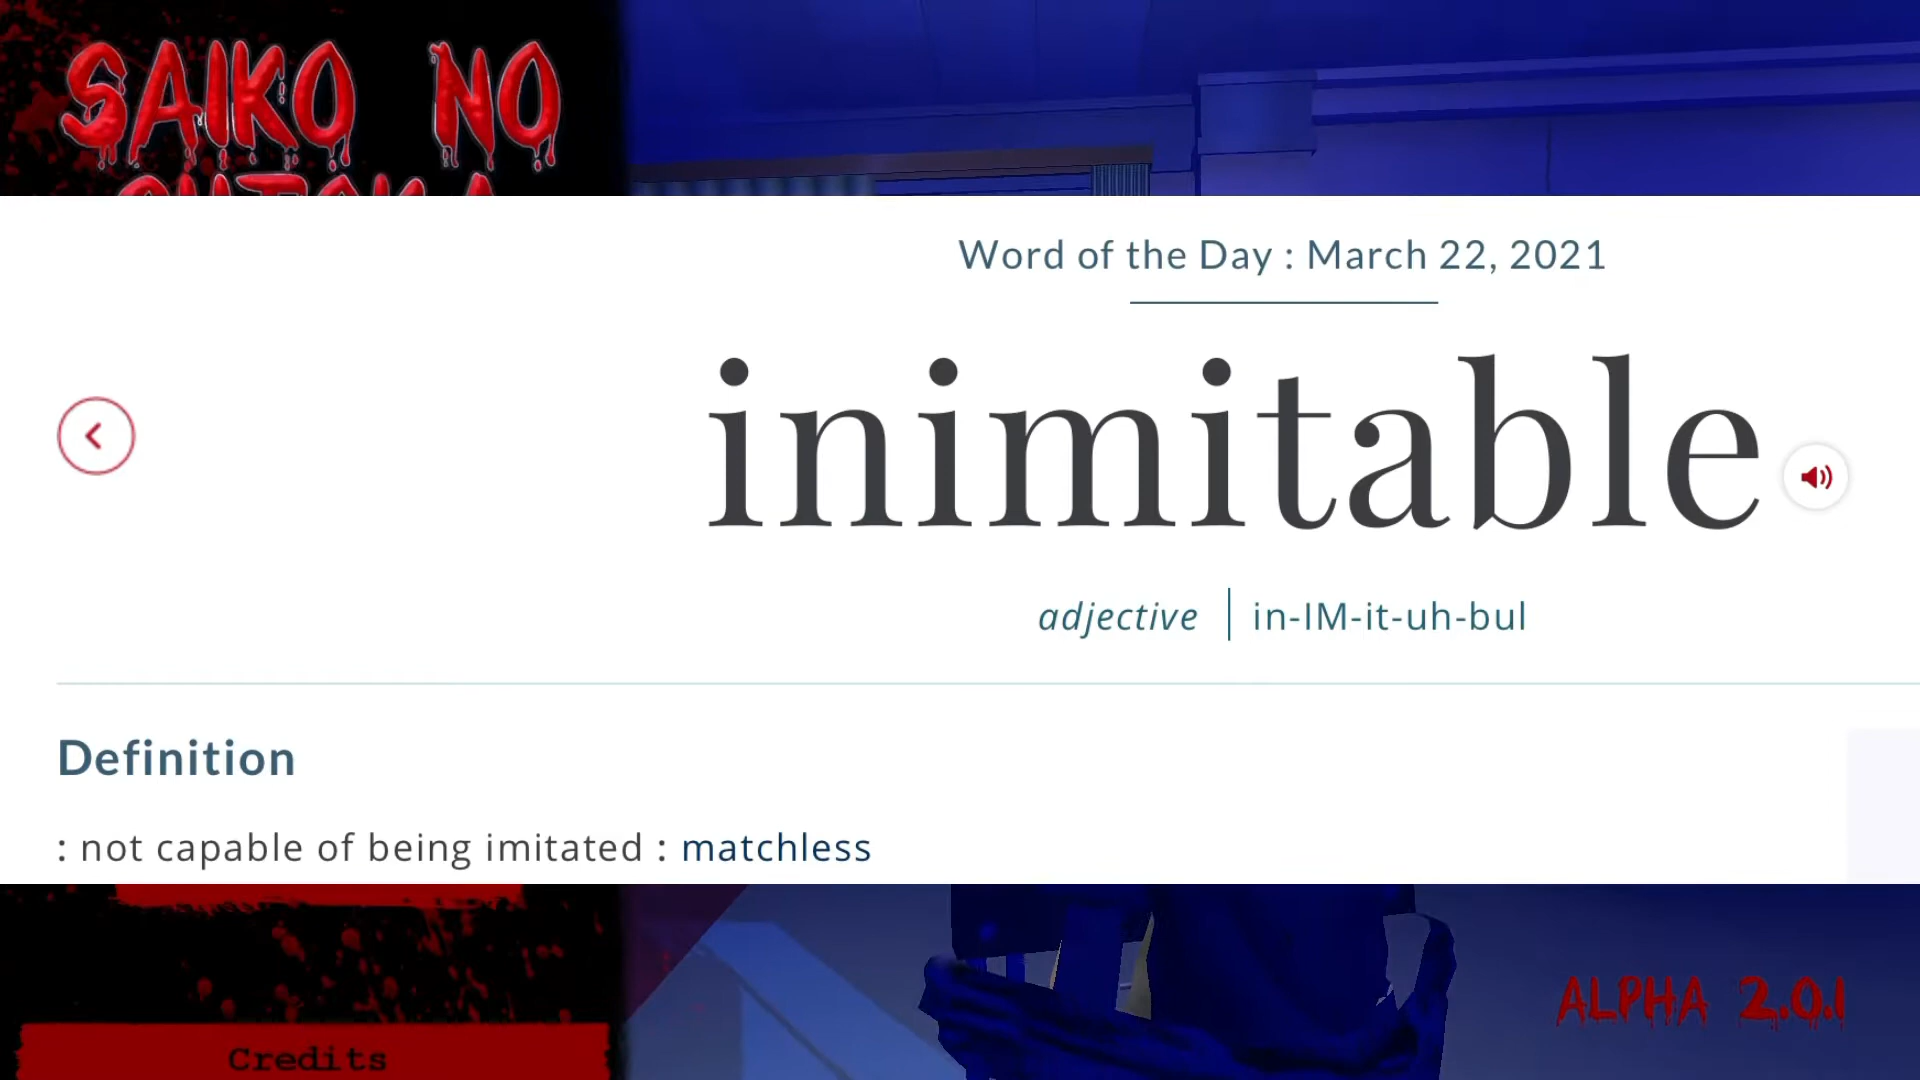 SAIKO NO
Word of the Day : March 22, 2021
inimitable
adjective | in-IM-it-uh-bul
Definition
: not capable of being imitated : matchless
ALPHA 2.0.1
Credits